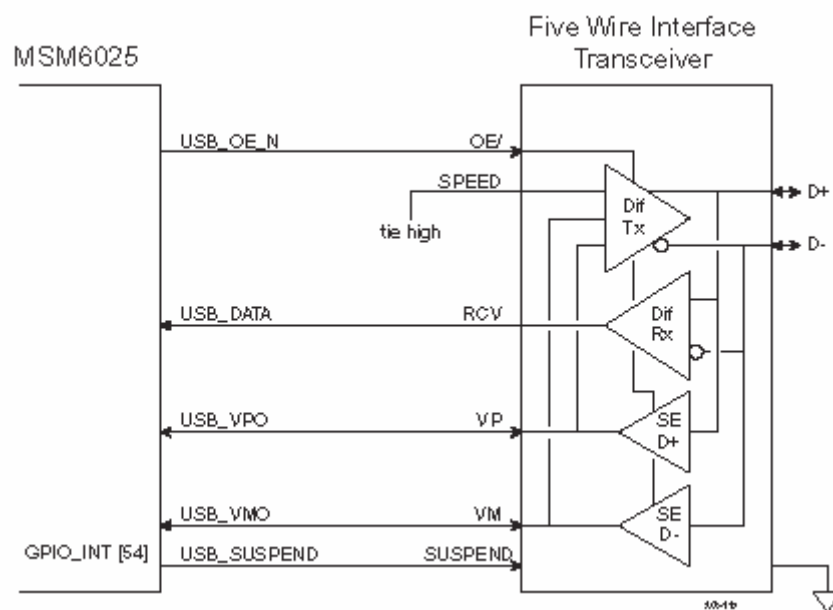 Five Wire Interface
Transceiver
MSM6025
USB_OE_N OE/
SPEED
tie high
Dif
Tx
D+
D-
USB_DATA RCV
Dif
Rx
USB_VPO VP
SE
D+
USB_VMO VM
SE
D-
GPIO_INT [54] USB_SUSPEND SUSPEND